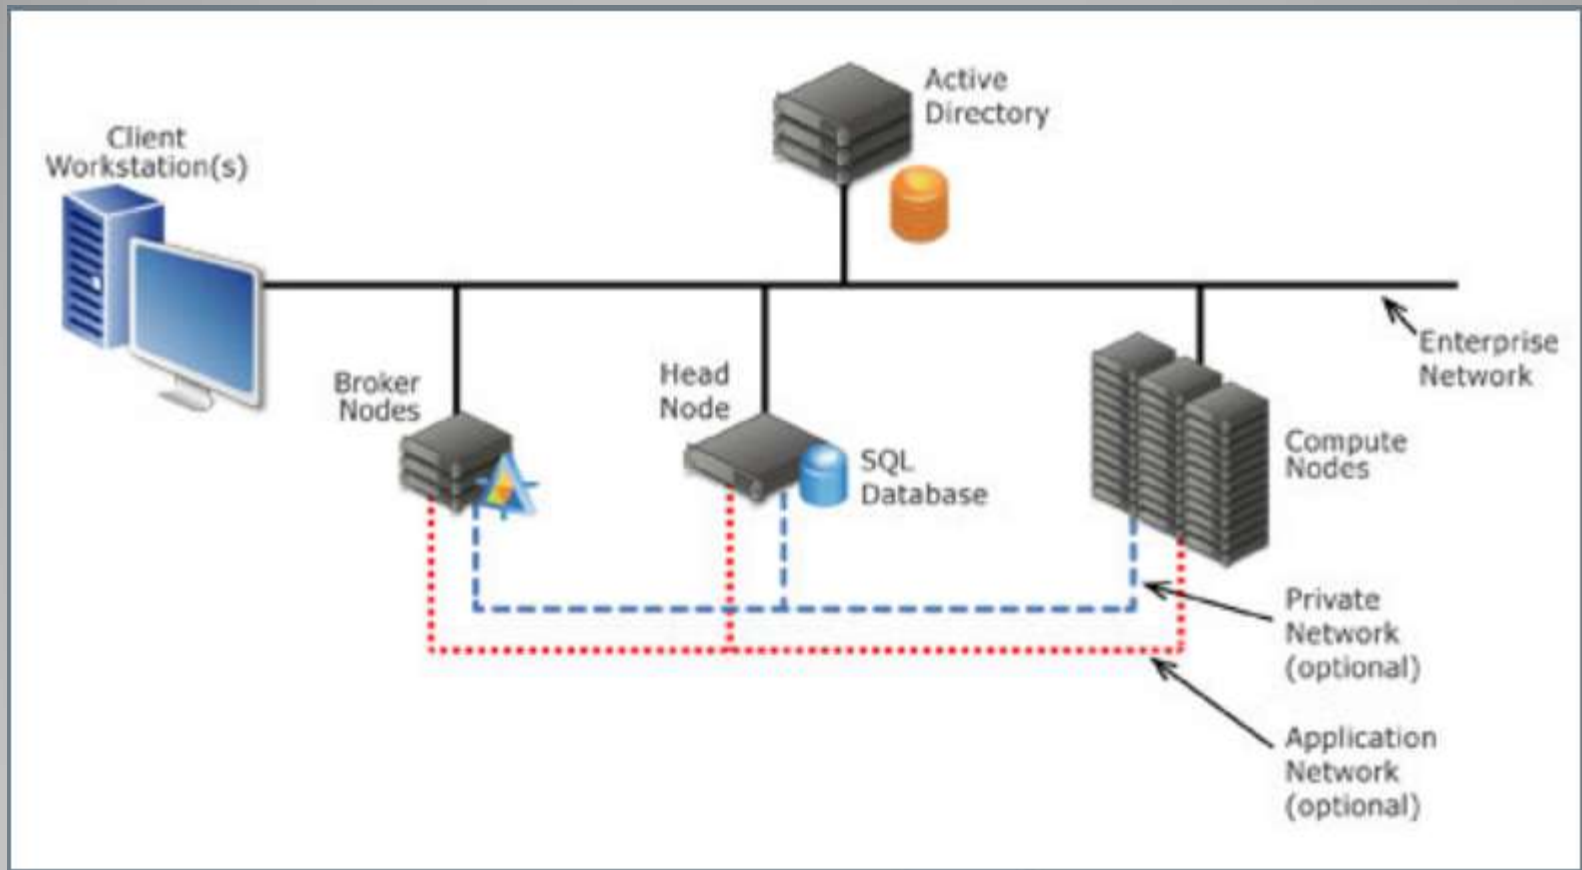 Active
Directory
Client
Workstation(s)
Enterprise
Network
Broker
Nodes
Head
Node
SQL
Database
Compute
Nodes
Private
Network
(optional)
Application
Network
(optional)